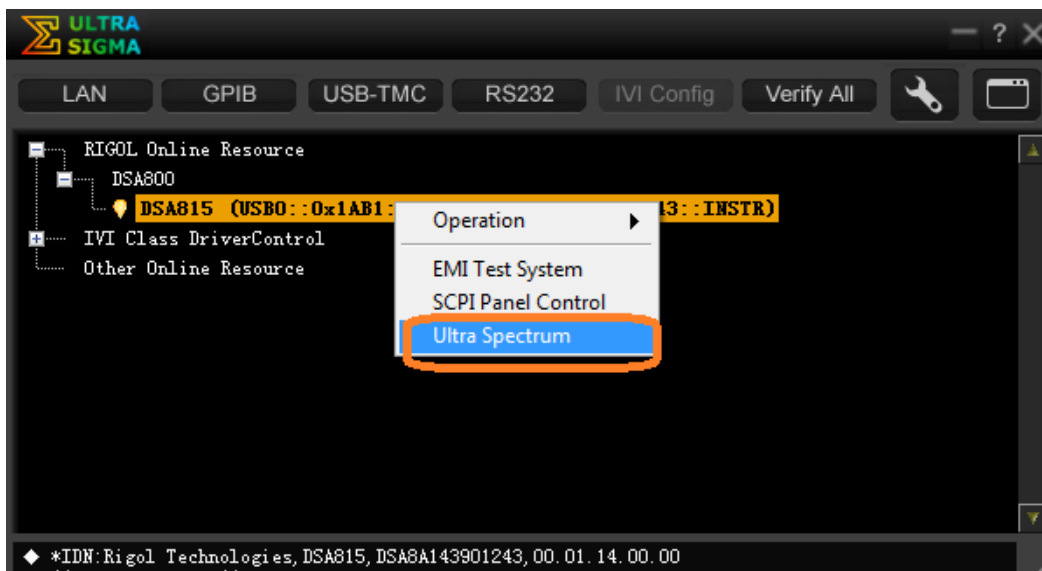 ULTRA
SIGMA
LAN GPIB USB-TMC RS232 IVI Config Verify All
RIGOL Online Resource
DSA800
DSA815 (USB0::0x1AB1: 43::INSTR)
Operation
IVI Class DriverControl
EMI Test System
Other Online Resource
SCPI Panel Control
Ultra Spectrum
*IDN:Rigol Technologies,DSA815,DSA8A143901243,00.01.14.00.00